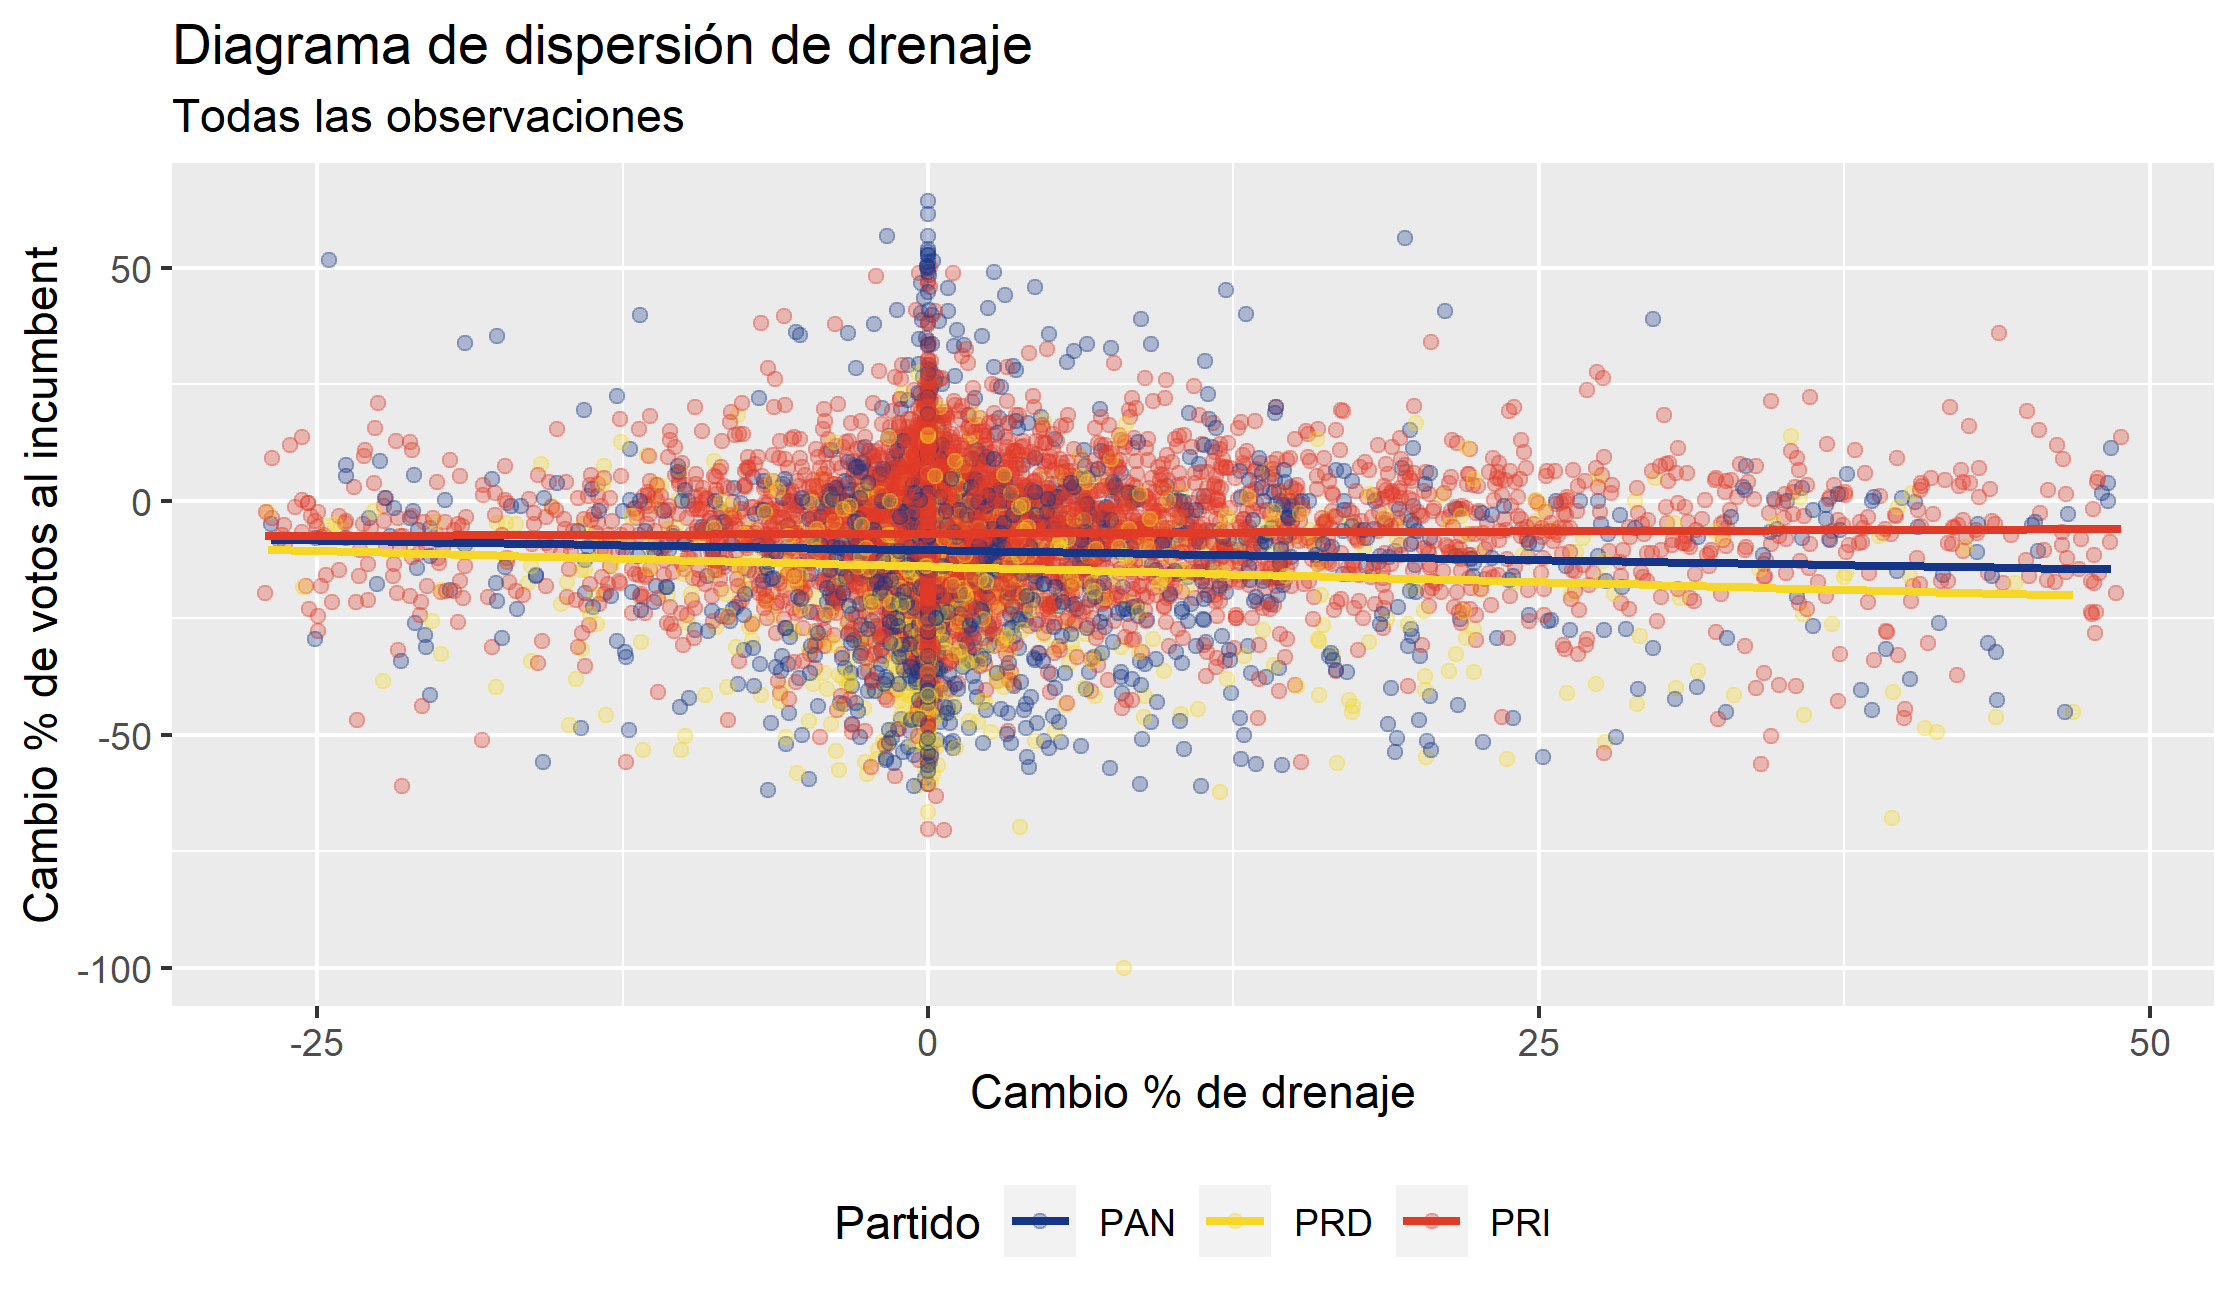 Diagrama de dispersión de drenaje
Todas las observaciones
Cambio % de votos al incumbent
50
0
-50
-100
-25
0
25
50
Cambio % de drenaje
Partido
PAN
PRD
PRI